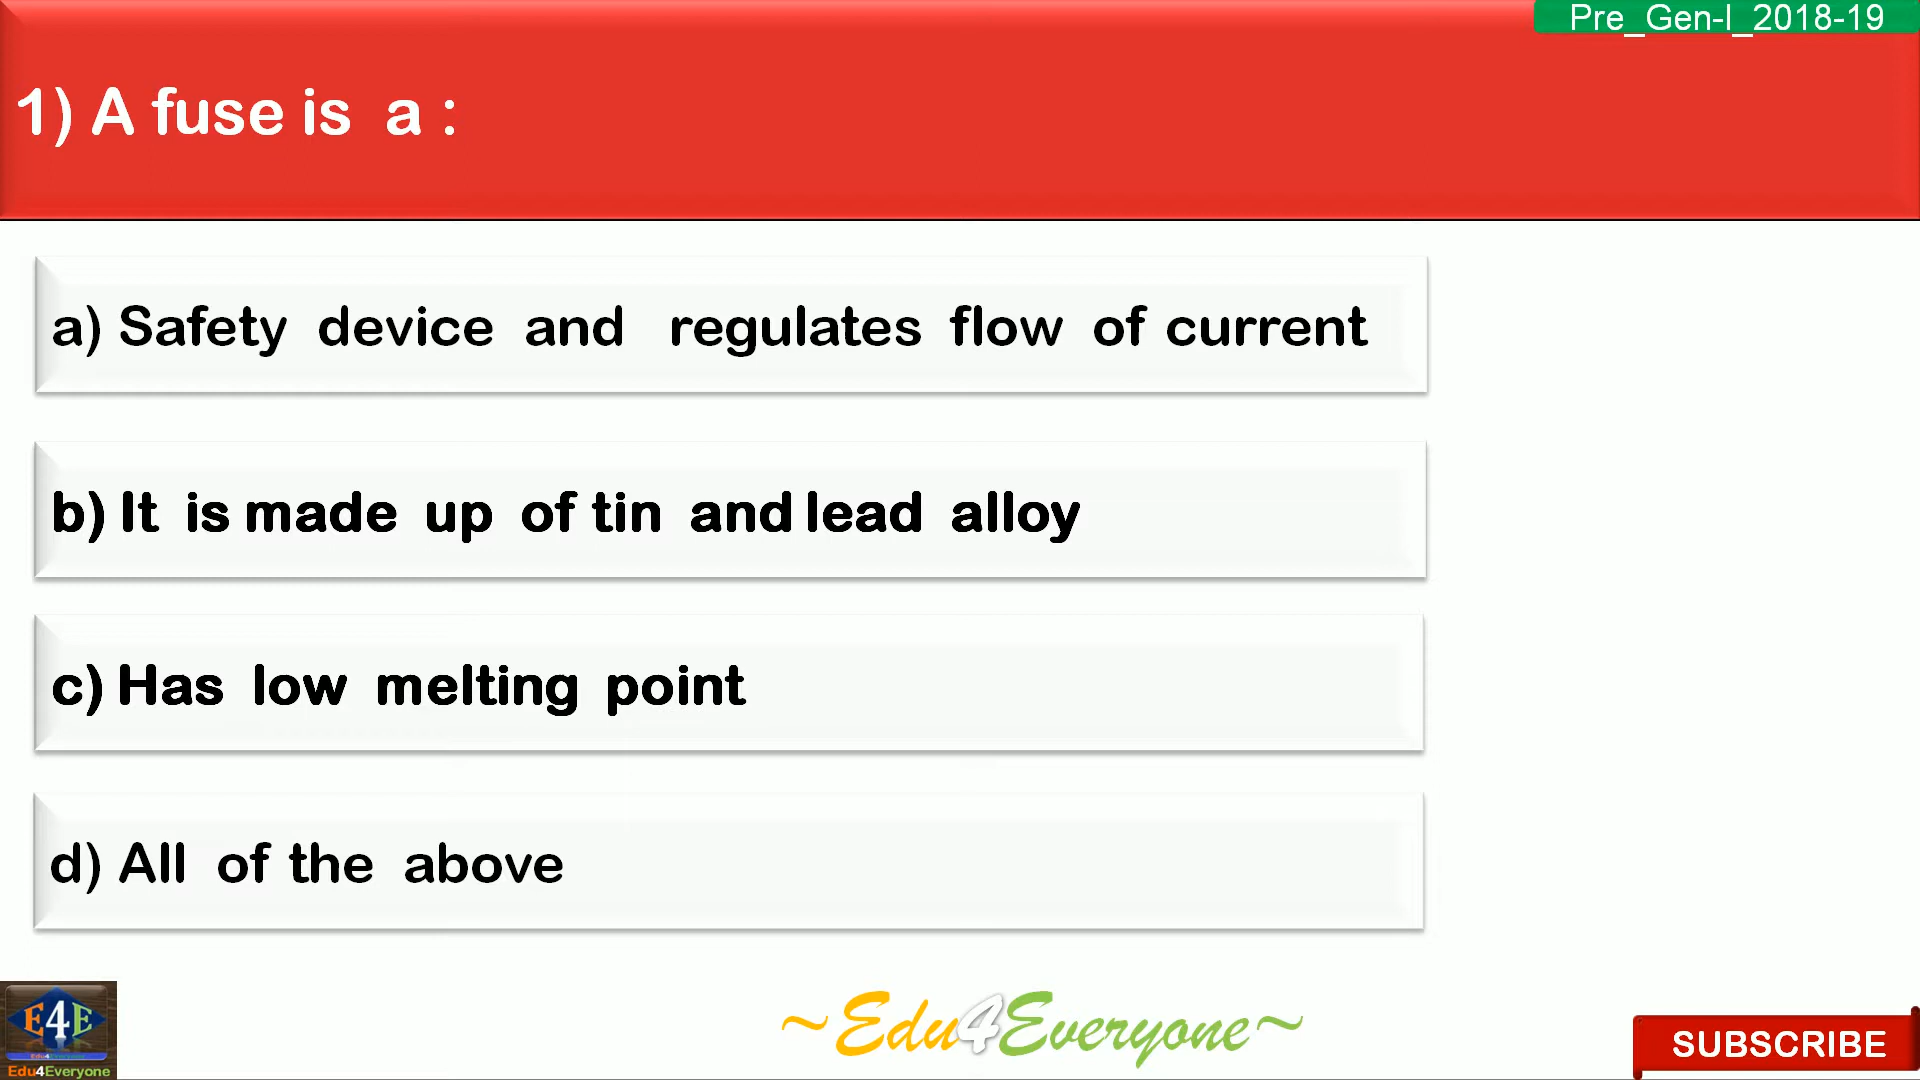 Pre_Gen-I_2018-19
1) A fuse is a :
a) Safety device and regulates flow of current
b) It is made up of tin and lead alloy
c) Has low melting point
d) All of the above
E4E
Edu4Everyone
Edu4Everyone
~Edu4Everyone~
SUBSCRIBE